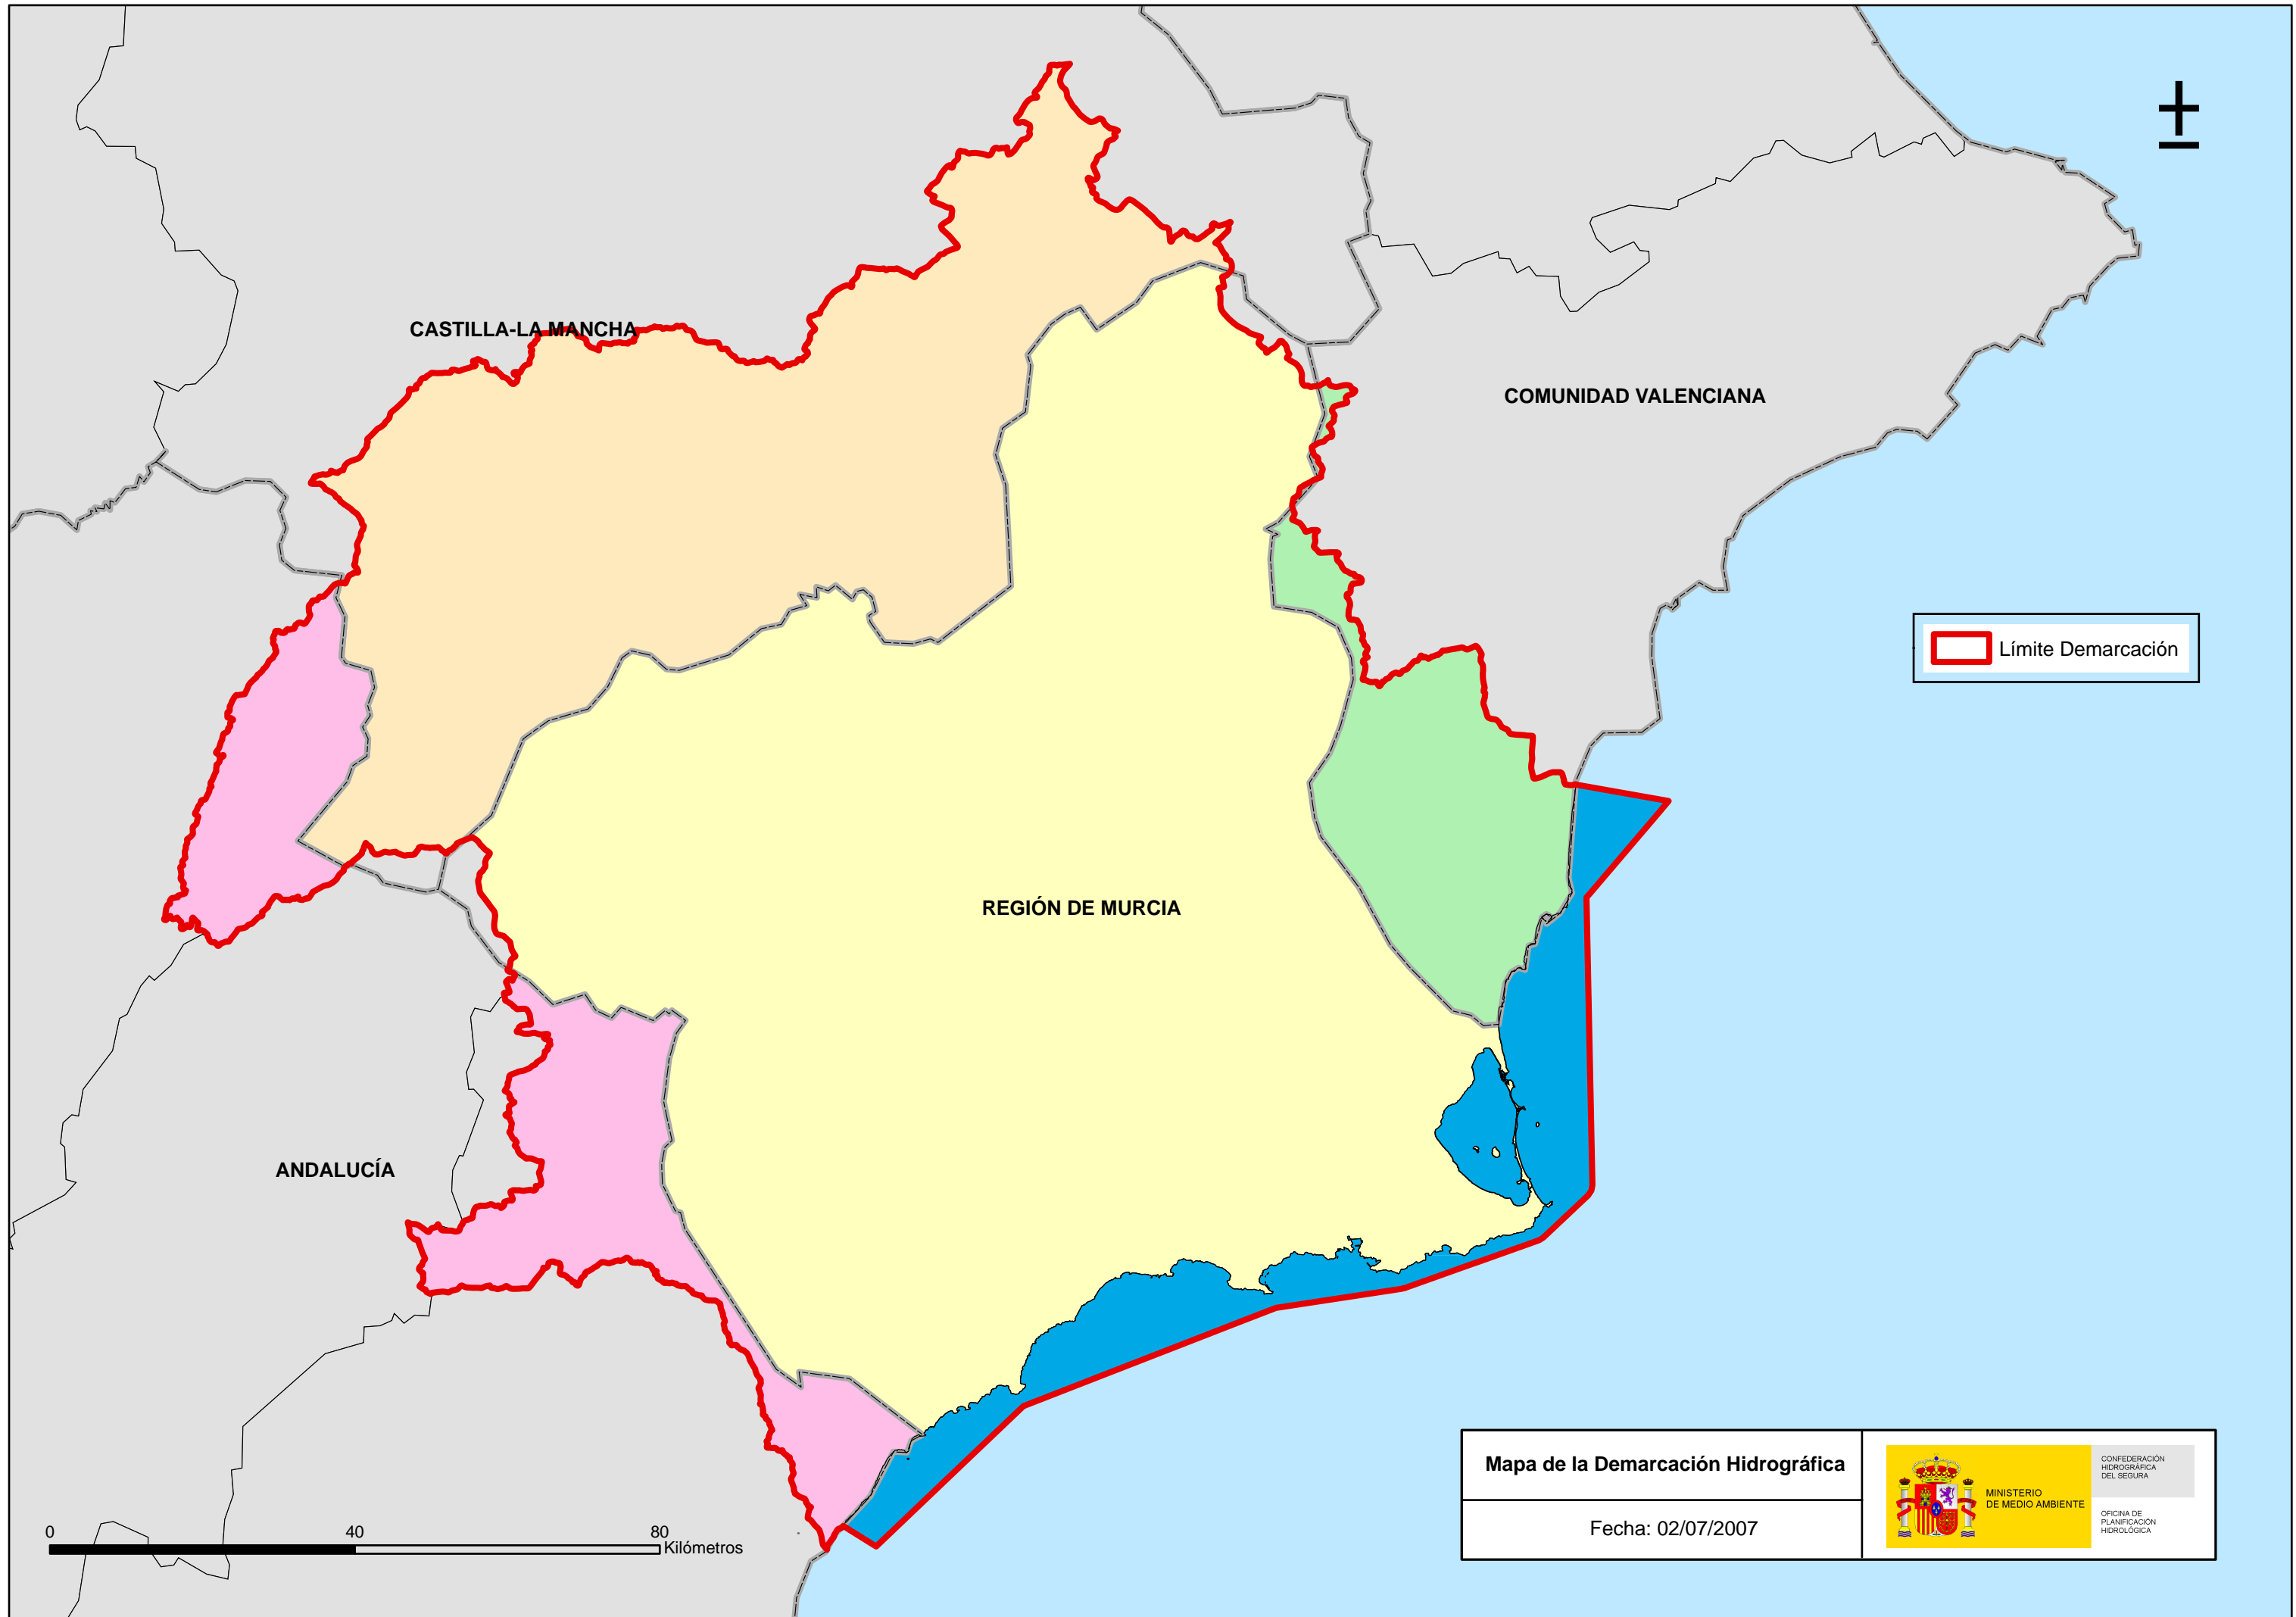 CASTILLA-LA MANCHA
COMUNIDAD VALENCIANA
Límite Demarcación
REGIÓN DE MURCIA
ANDALUCÍA
0 40 80
Kilómetros
Mapa de la Demarcación Hidrográfica
Fecha: 02/07/2007
MINISTERIO
DE MEDIO AMBIENTE
CONFEDERACIÓN
HIDROGRÁFICA
DEL SEGURA
OFICINA DE
PLANIFICACIÓN
HIDROLÓGICA